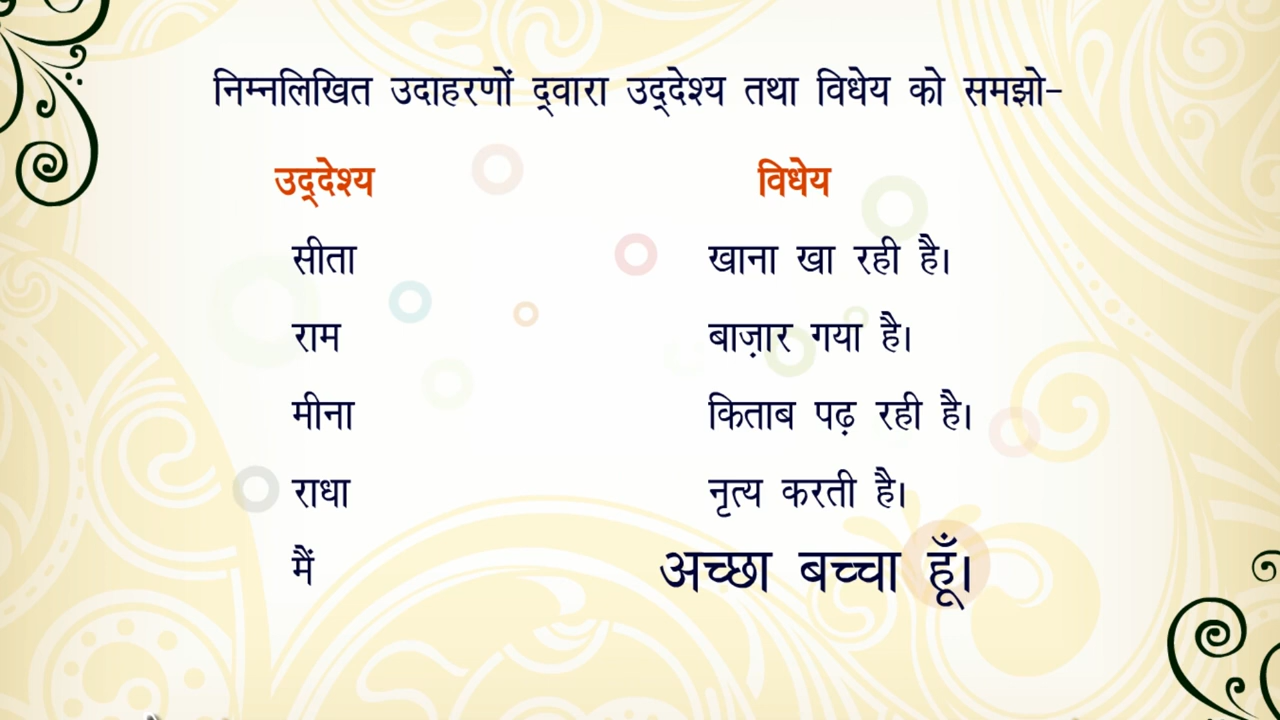 निम्नलिखित उदाहरणों द्‌वारा उद्‌देश्य तथा विधेय को समझो-
उद्‌देश्य विधेय
सीता खाना खा रही है।
राम बाज़ार गया है।
मीना किताब पढ़ रही है।
राधा नृत्य करती है।
मैं अच्छा बच्चा हूँ।